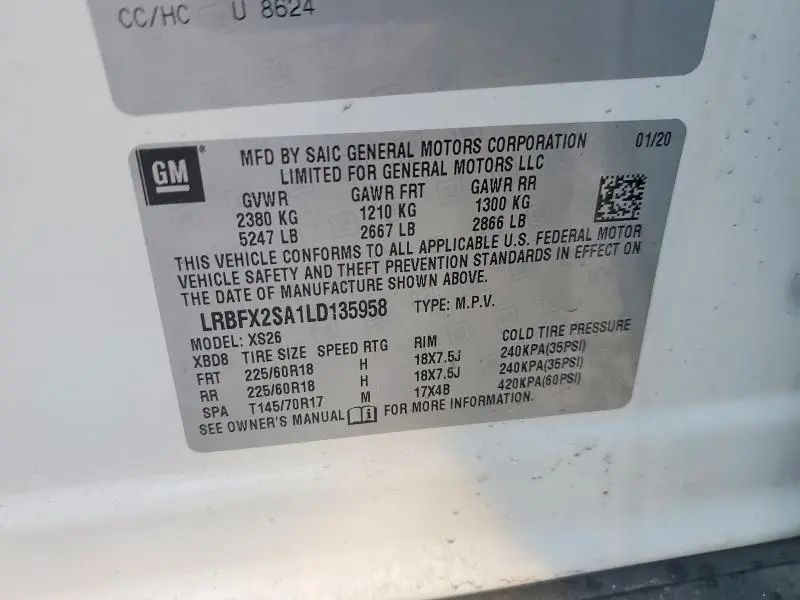 CC/HC U 8624
GM
MFD BY SAIC GENERAL MOTORS CORPORATION 01/20
LIMITED FOR GENERAL MOTORS LLC
GVWR GAWR FRT GAWR RR
2380 KG 1210 KG 1300 KG
5247 LB 2667 LB 2866 LB
THIS VEHICLE CONFORMS TO ALL APPLICABLE U.S. FEDERAL MOTOR
VEHICLE SAFETY AND THEFT PREVENTION STANDARDS IN EFFECT ON
THE DATE OF MANUFACTURE SHOWN ABOVE.
LRBFX2SA1LD135958 TYPE: M.P.V.
MODEL: XS26
XBD8 TIRE SIZE SPEED RTG RIM COLD TIRE PRESSURE
FRT 225/60R18 H 18X7.5J 240KPA(35PSI)
RR 225/60R18 H 18X7.5J 240KPA(35PSI)
SPA T145/70R17 M 17X4B 420KPA(60PSI)
SEE OWNER'S MANUAL i FOR MORE INFORMATION.